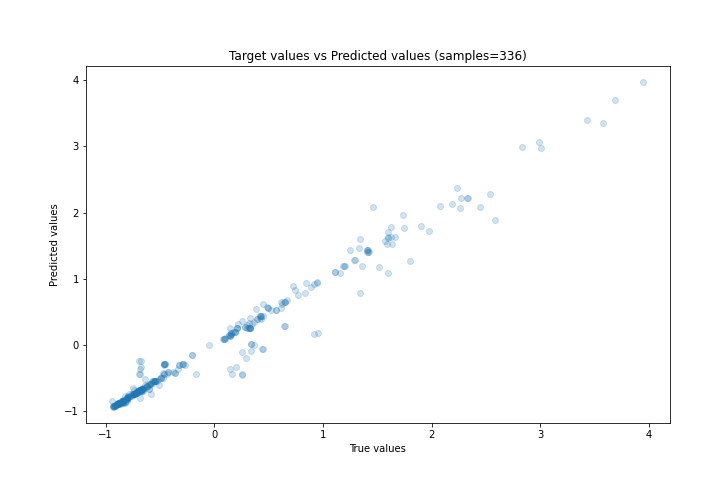 Target values vs Predicted values (samples=336)
4
3
2
1
0
−1
Predicted values
−1 0 1 2 3 4
True values